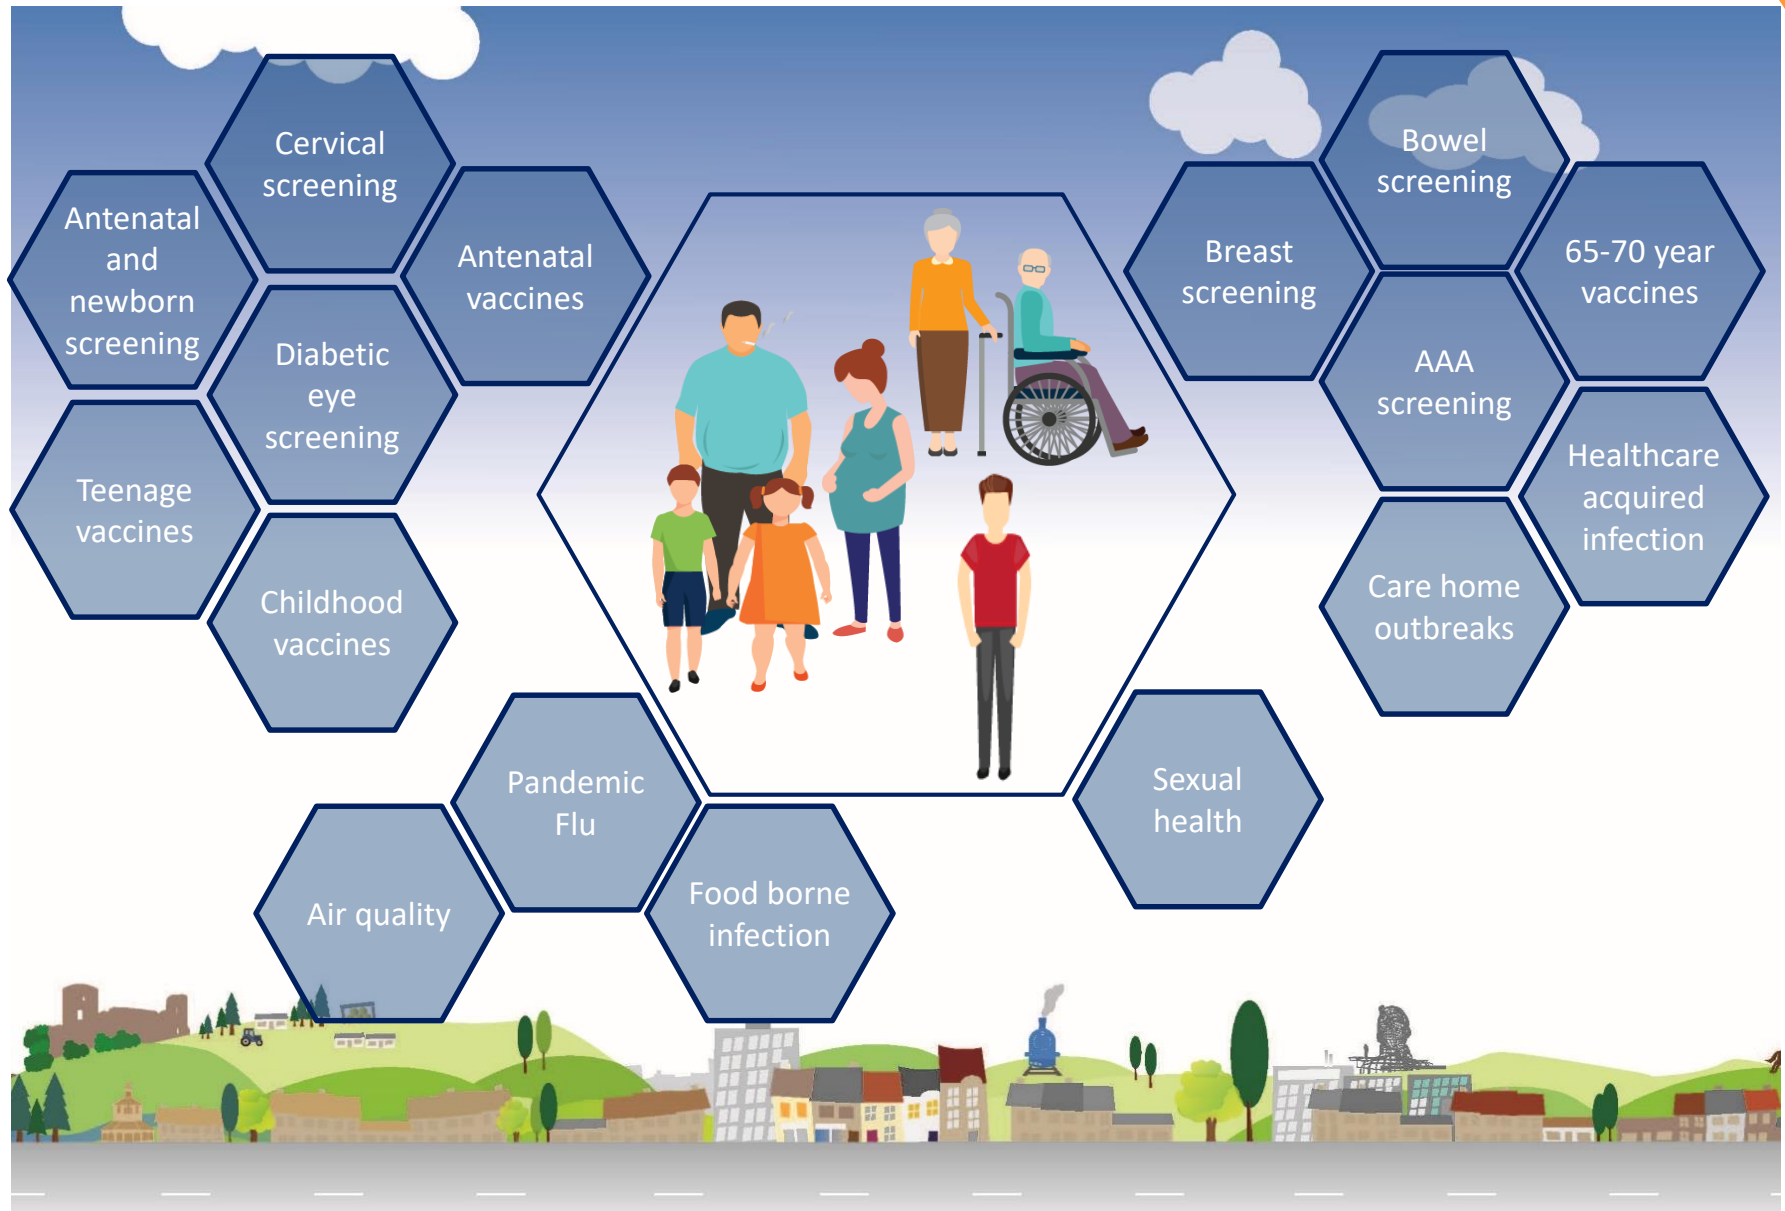 Cervical
screening
Antenatal
and
newborn
screening
Antenatal
vaccines
Diabetic
eye
screening
Teenage
vaccines
Childhood
vaccines
Bowel
screening
Breast
screening
65-70 year
vaccines
AAA
screening
Healthcare
acquired
infection
Care home
outbreaks
Pandemic
Flu
Sexual
health
Air quality
Food borne
infection